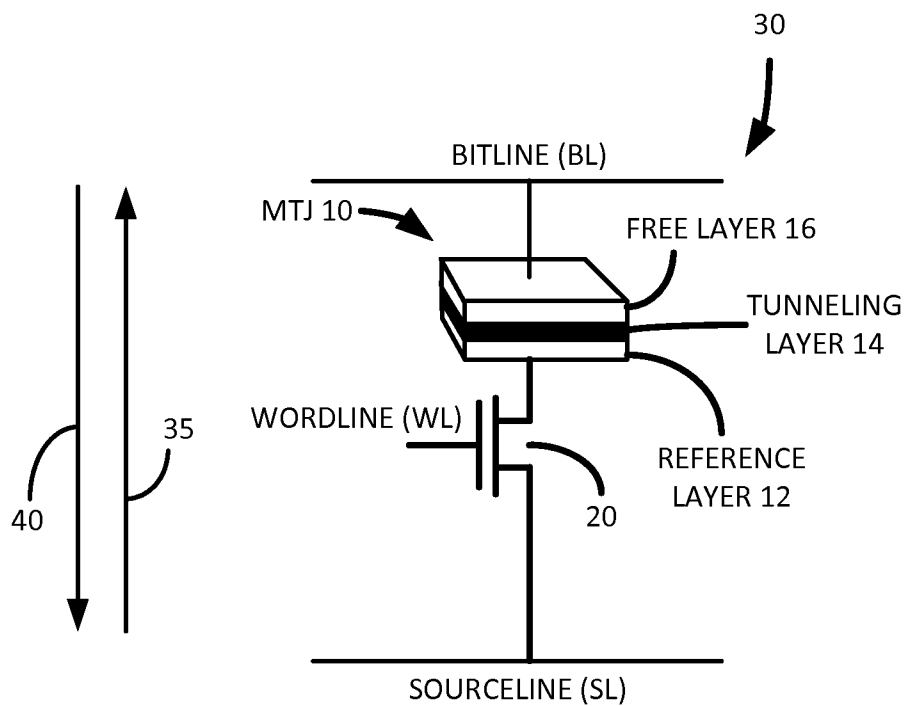 30
BITLINE (BL)
MTJ 10
FREE LAYER 16
TUNNELING
LAYER 14
WORDLINE (WL)
35
REFERENCE
LAYER 12
40
20
SOURCELINE (SL)